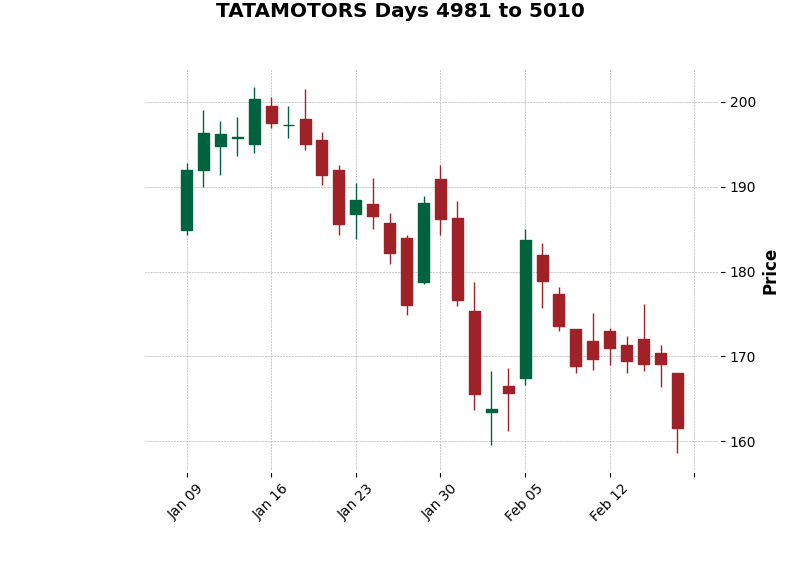 TATAMOTORS Days 4981 to 5010
200
190
180
170
160
Price
Jan 09
Jan 16
Jan 23
Jan 30
Feb 05
Feb 12